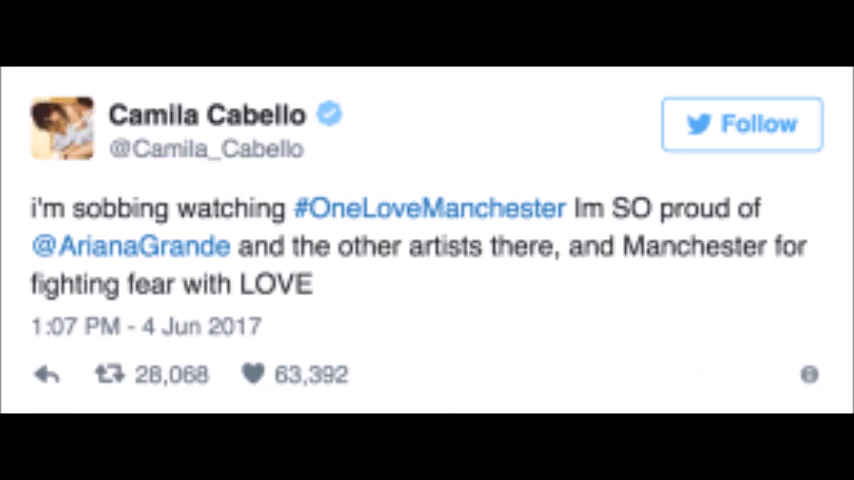 Camila Cabello
@Camila_Cabello
Follow
i'm sobbing watching #OneLoveManchester Im SO proud of
@ArianaGrande and the other artists there, and Manchester for
fighting fear with LOVE
1:07 PM - 4 Jun 2017
28,068 63,392